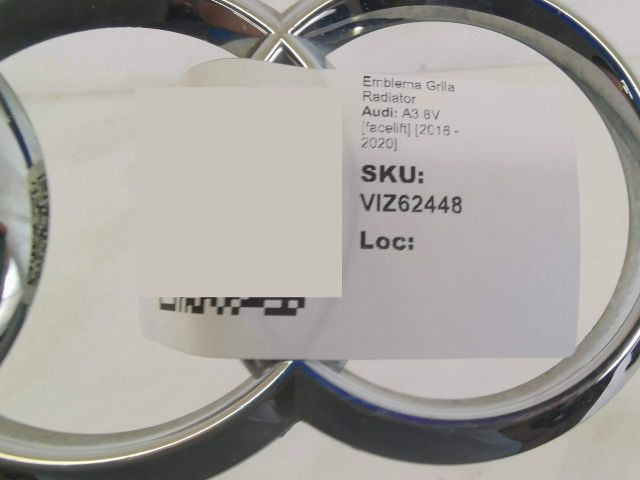 Emblema Grila
Radiator
Audi: A3 8V
[facelift] [2016 -
2020]
SKU:
VIZ62448
Loc: